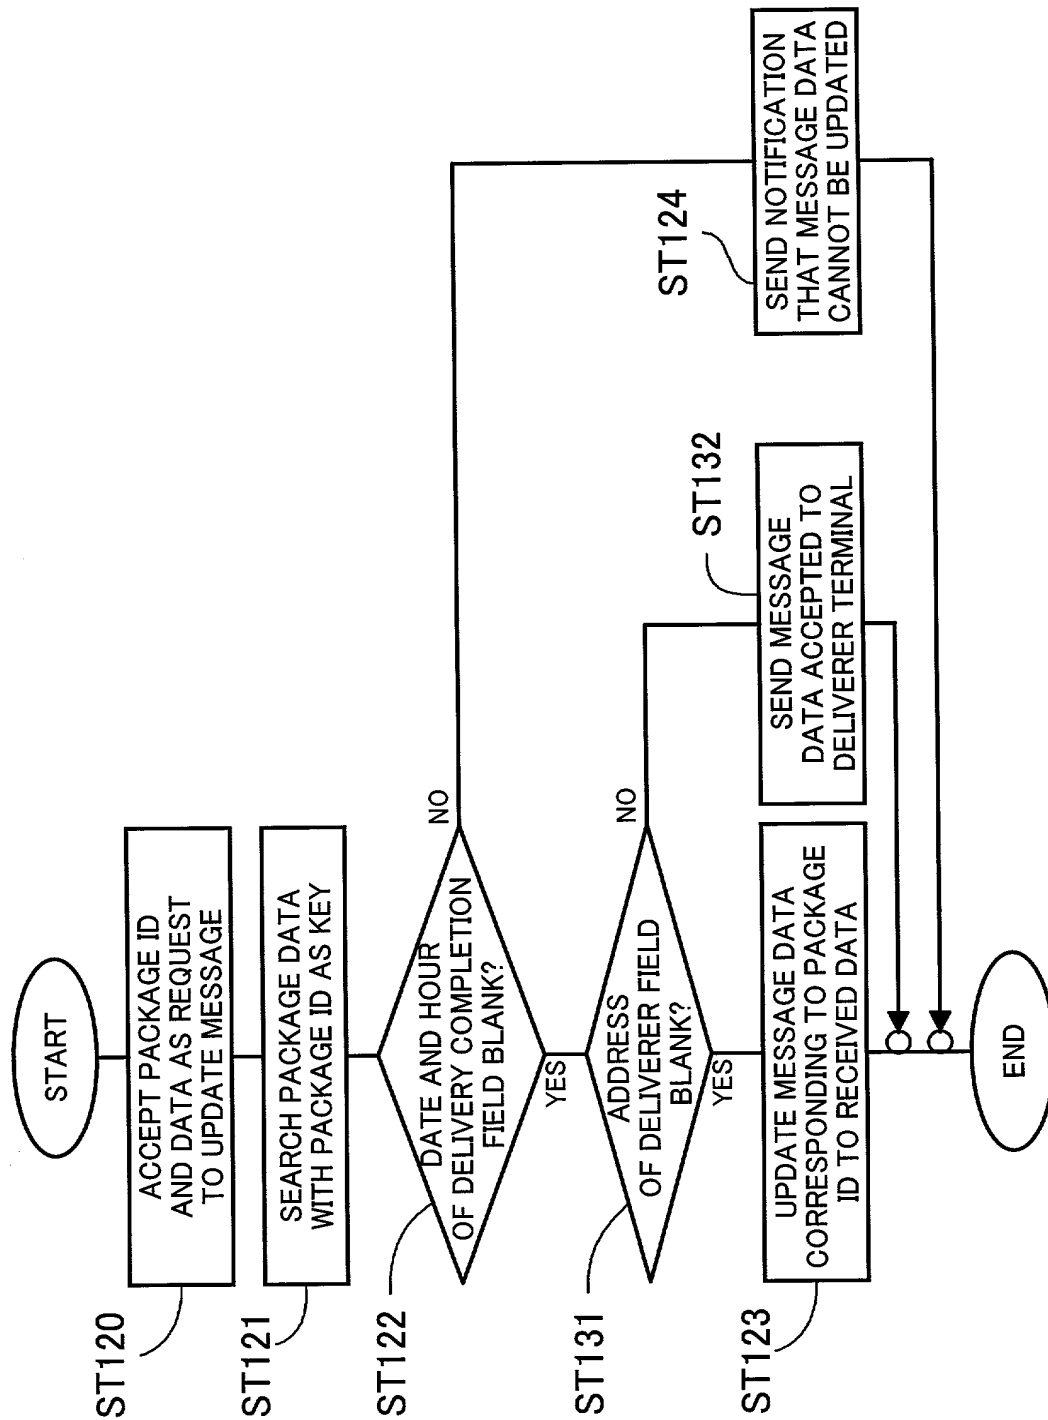 START
ST120
ACCEPT PACKAGE ID
AND DATA AS REQUEST
TO UPDATE MESSAGE
ST121
SEARCH PACKAGE DATA
WITH PACKAGE ID AS KEY
ST122
DATE AND HOUR
OF DELIVERY COMPLETION
FIELD BLANK?
NO
YES
ST131
ADDRESS
OF DELIVERER FIELD
BLANK?
NO
YES
ST123
UPDATE MESSAGE DATA
CORRESPONDING TO PACKAGE
ID TO RECEIVED DATA
ST132
SEND MESSAGE
DATA ACCEPTED TO
DELIVERER TERMINAL
ST124
SEND NOTIFICATION
THAT MESSAGE DATA
CANNOT BE UPDATED
END